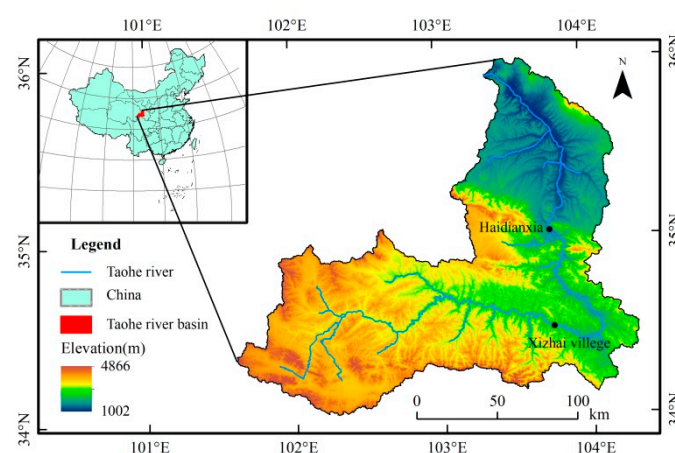 101°E 102°E 103°E 104°E
36°N
36°N
N
Haidianxia
35°N
35°N
Legend
Taohe river
China
Taohe river basin
Elevation(m)
4866
1002
Xizhai villege
0 50 100
km
34°N
34°N
101°E 102°E 103°E 104°E